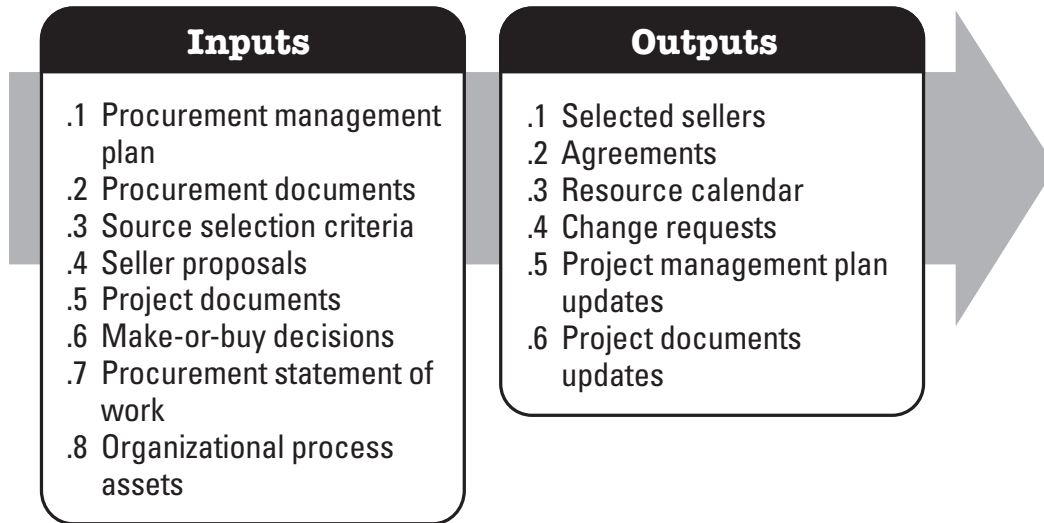 Inputs
.1 Procurement management
plan
.2 Procurement documents
.3 Source selection criteria
.4 Seller proposals
.5 Project documents
.6 Make-or-buy decisions
.7 Procurement statement of
work
.8 Organizational process
assets
Outputs
.1 Selected sellers
.2 Agreements
.3 Resource calendar
.4 Change requests
.5 Project management plan
updates
.6 Project documents
updates